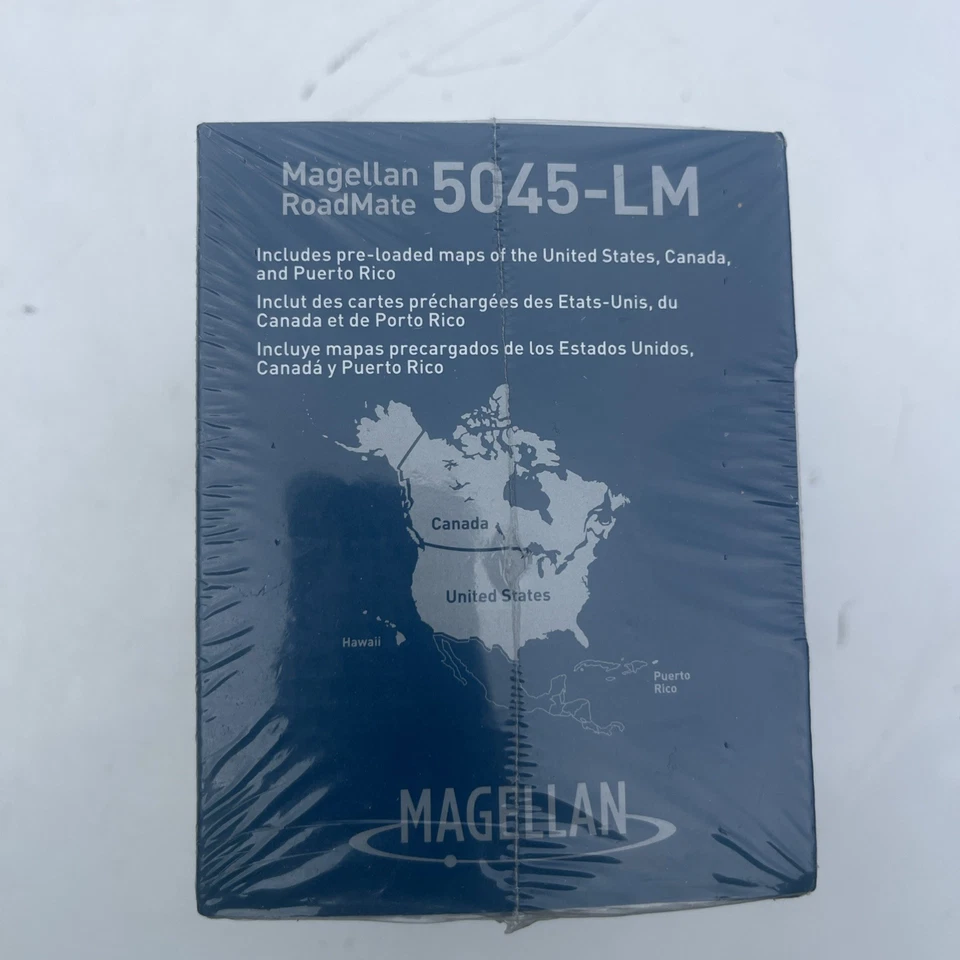 Magellan
RoadMate 5045-LM
Includes pre-loaded maps of the United States, Canada,
and Puerto Rico
Inclut des cartes préchargées des Etats-Unis, du
Canada et de Porto Rico
Incluye mapas precargados de los Estados Unidos,
Canadá y Puerto Rico
Canada
United States
Hawaii
Puerto
Rico
MAGELLAN